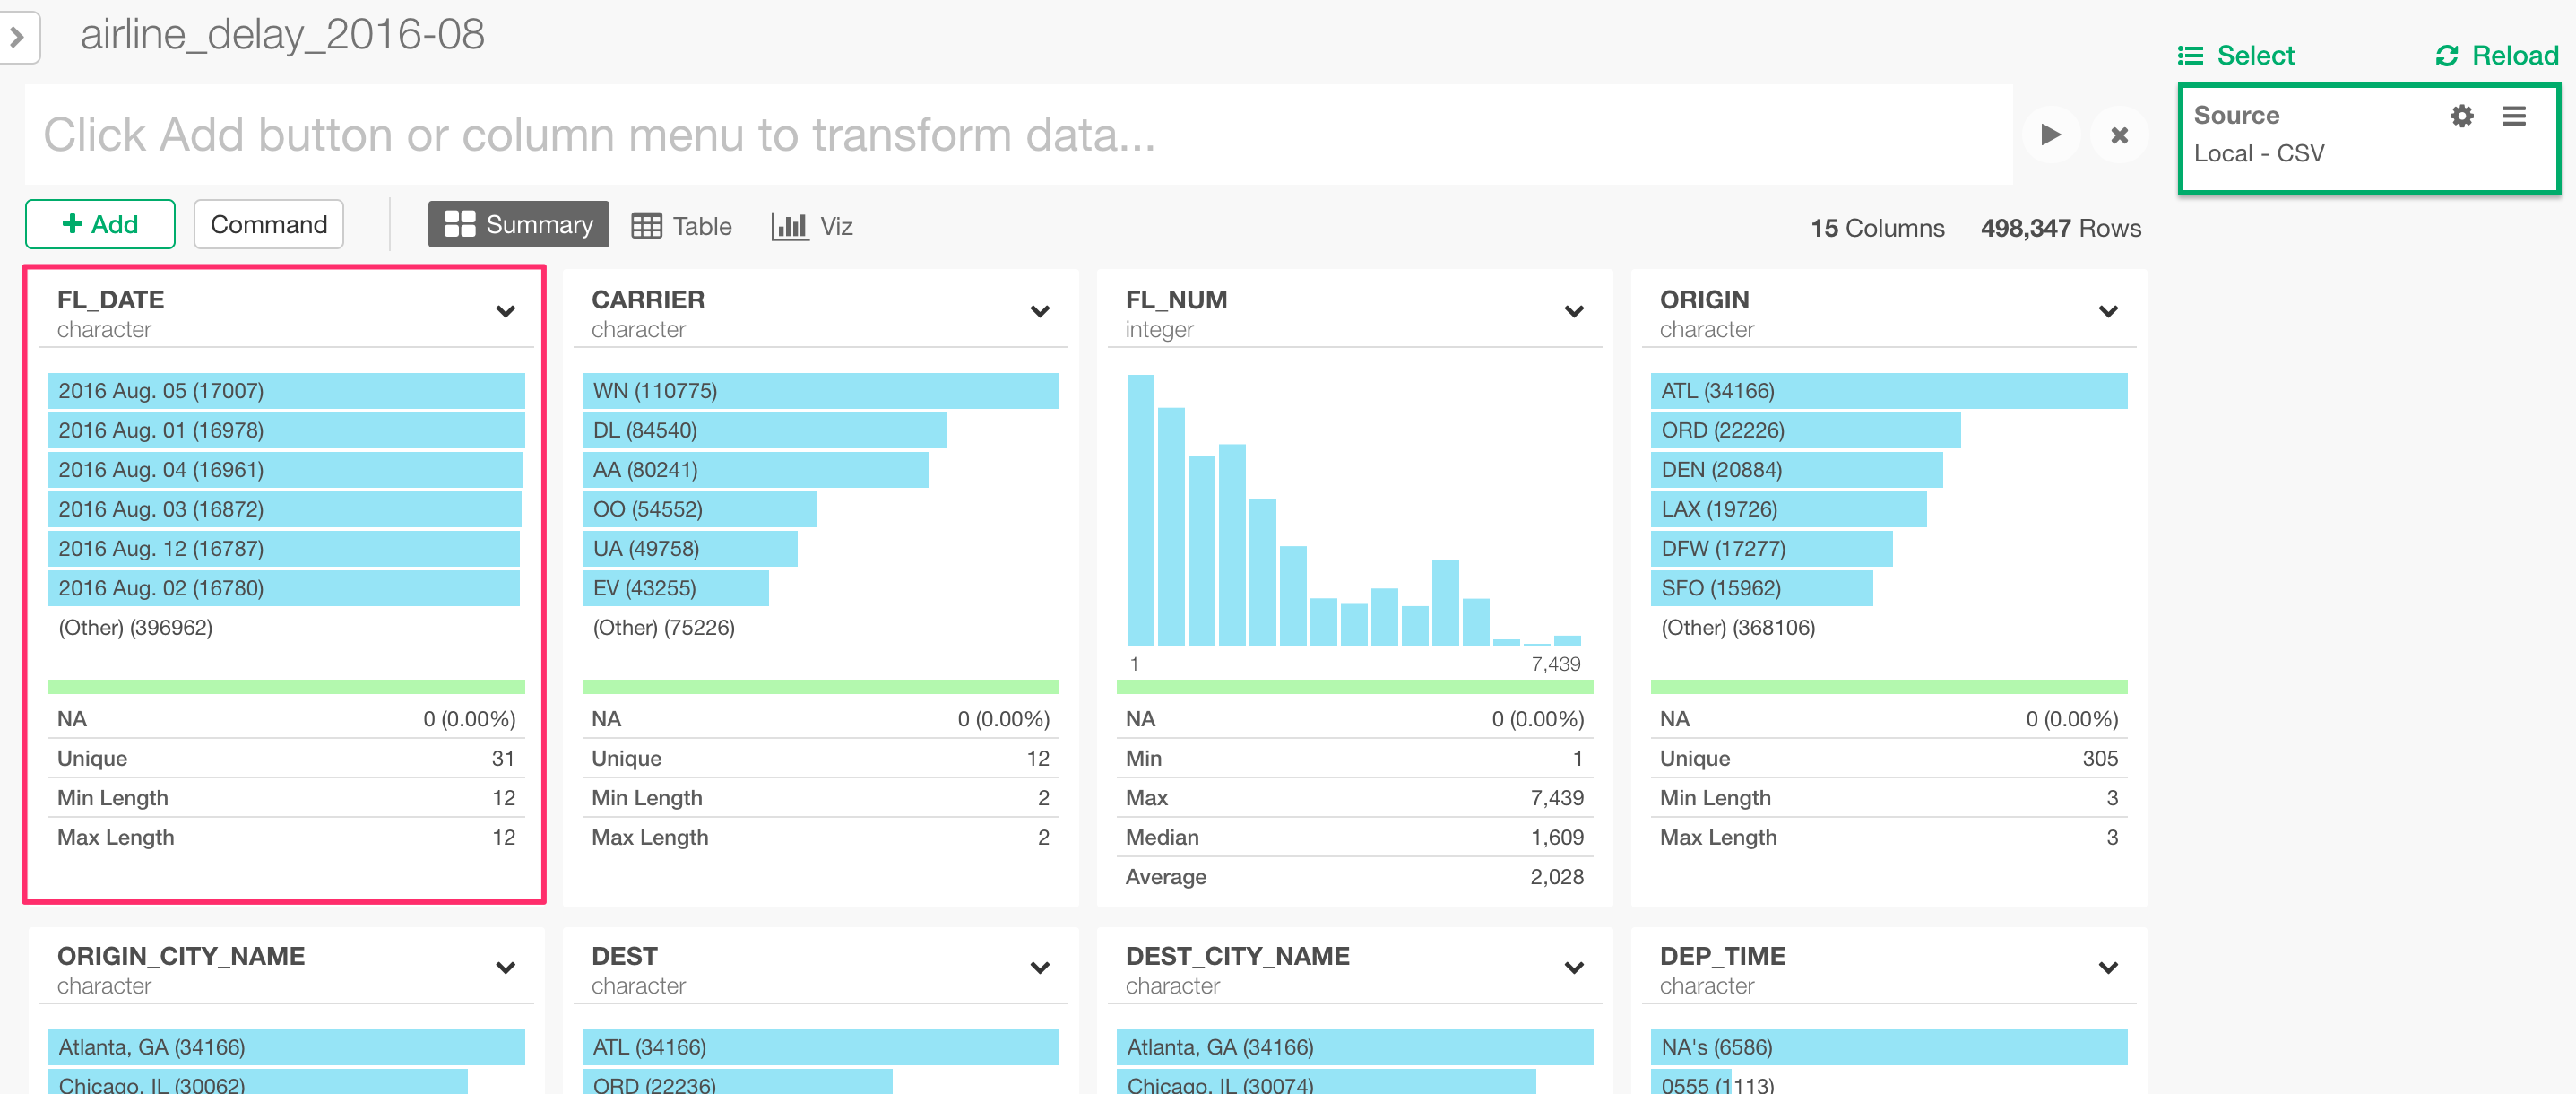 airline_delay_2016-08
Select
Reload
Click Add button or column menu to transform data...
Source
Local - CSV
Add
Command
Summary
Table
Viz
15 Columns
498,347 Rows
FL_DATE
character
2016 Aug. 05 (17007)
2016 Aug. 01 (16978)
2016 Aug. 04 (16961)
2016 Aug. 03 (16872)
2016 Aug. 12 (16787)
2016 Aug. 02 (16780)
(Other) (396962)
NA 0 (0.00%)
Unique 31
Min Length 12
Max Length 12
CARRIER
character
WN (110775)
DL (84540)
AA (80241)
OO (54552)
UA (49758)
EV (43255)
(Other) (75226)
NA 0 (0.00%)
Unique 12
Min Length 2
Max Length 2
FL_NUM
integer
1 7,439
NA 0 (0.00%)
Min 1
Max 7,439
Median 1,609
Average 2,028
ORIGIN
character
ATL (34166)
ORD (22226)
DEN (20884)
LAX (19726)
DFW (17277)
SFO (15962)
(Other) (368106)
NA 0 (0.00%)
Unique 305
Min Length 3
Max Length 3
ORIGIN_CITY_NAME
character
Atlanta, GA (34166)
Chicago, IL (30062)
DEST
character
ATL (34166)
ORD (22236)
DEST_CITY_NAME
character
Atlanta, GA (34166)
Chicago, IL (30074)
DEP_TIME
character
NA's (6586)
0555 (1113)